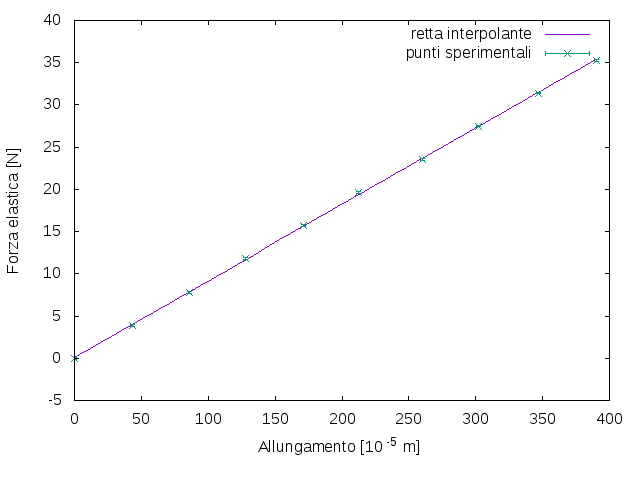 40
35
30
25
20
15
10
5
0
-5
retta interpolante
punti sperimentali
Forza elastica [N]
0 50 100 150 200 250 300 350 400
Allungamento [10⁻⁵ m]